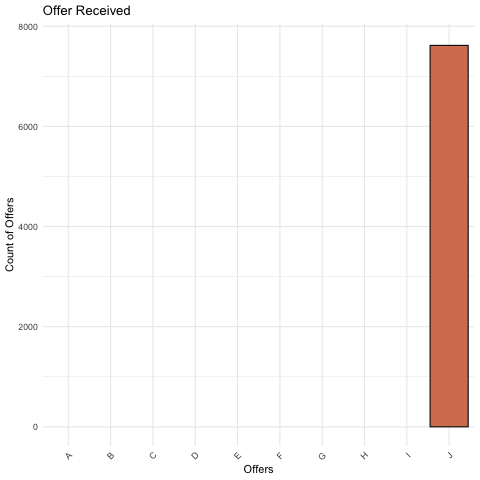 Offer Received
Count of Offers
8000
6000
4000
2000
0
A B C D E F G H I J
Offers